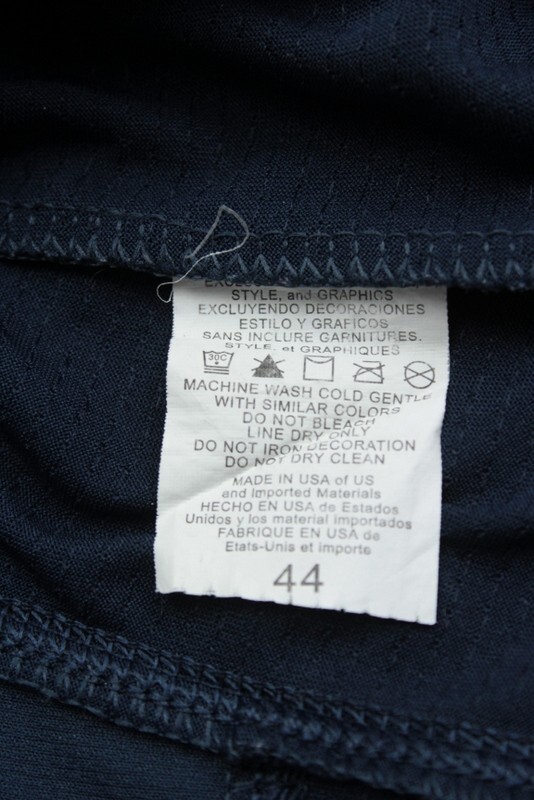 STYLE, and GRAPHICS
EXCLUYENDO DECORACIONES
ESTILO Y GRAFICOS
SANS INCLURE GARNITURES.
STYLE, et GRAPHIQUES
30C
MACHINE WASH COLD GENTLE
WITH SIMILAR COLORS
DO NOT BLEACH
LINE DRY ONLY
DO NOT IRON DECORATION
DO NOT DRY CLEAN
MADE IN USA of US
and Imported Materials
HECHO EN USA de Estados
Unidos y los material importados
FABRIQUE EN USA de
Etats-Unis et importe
44